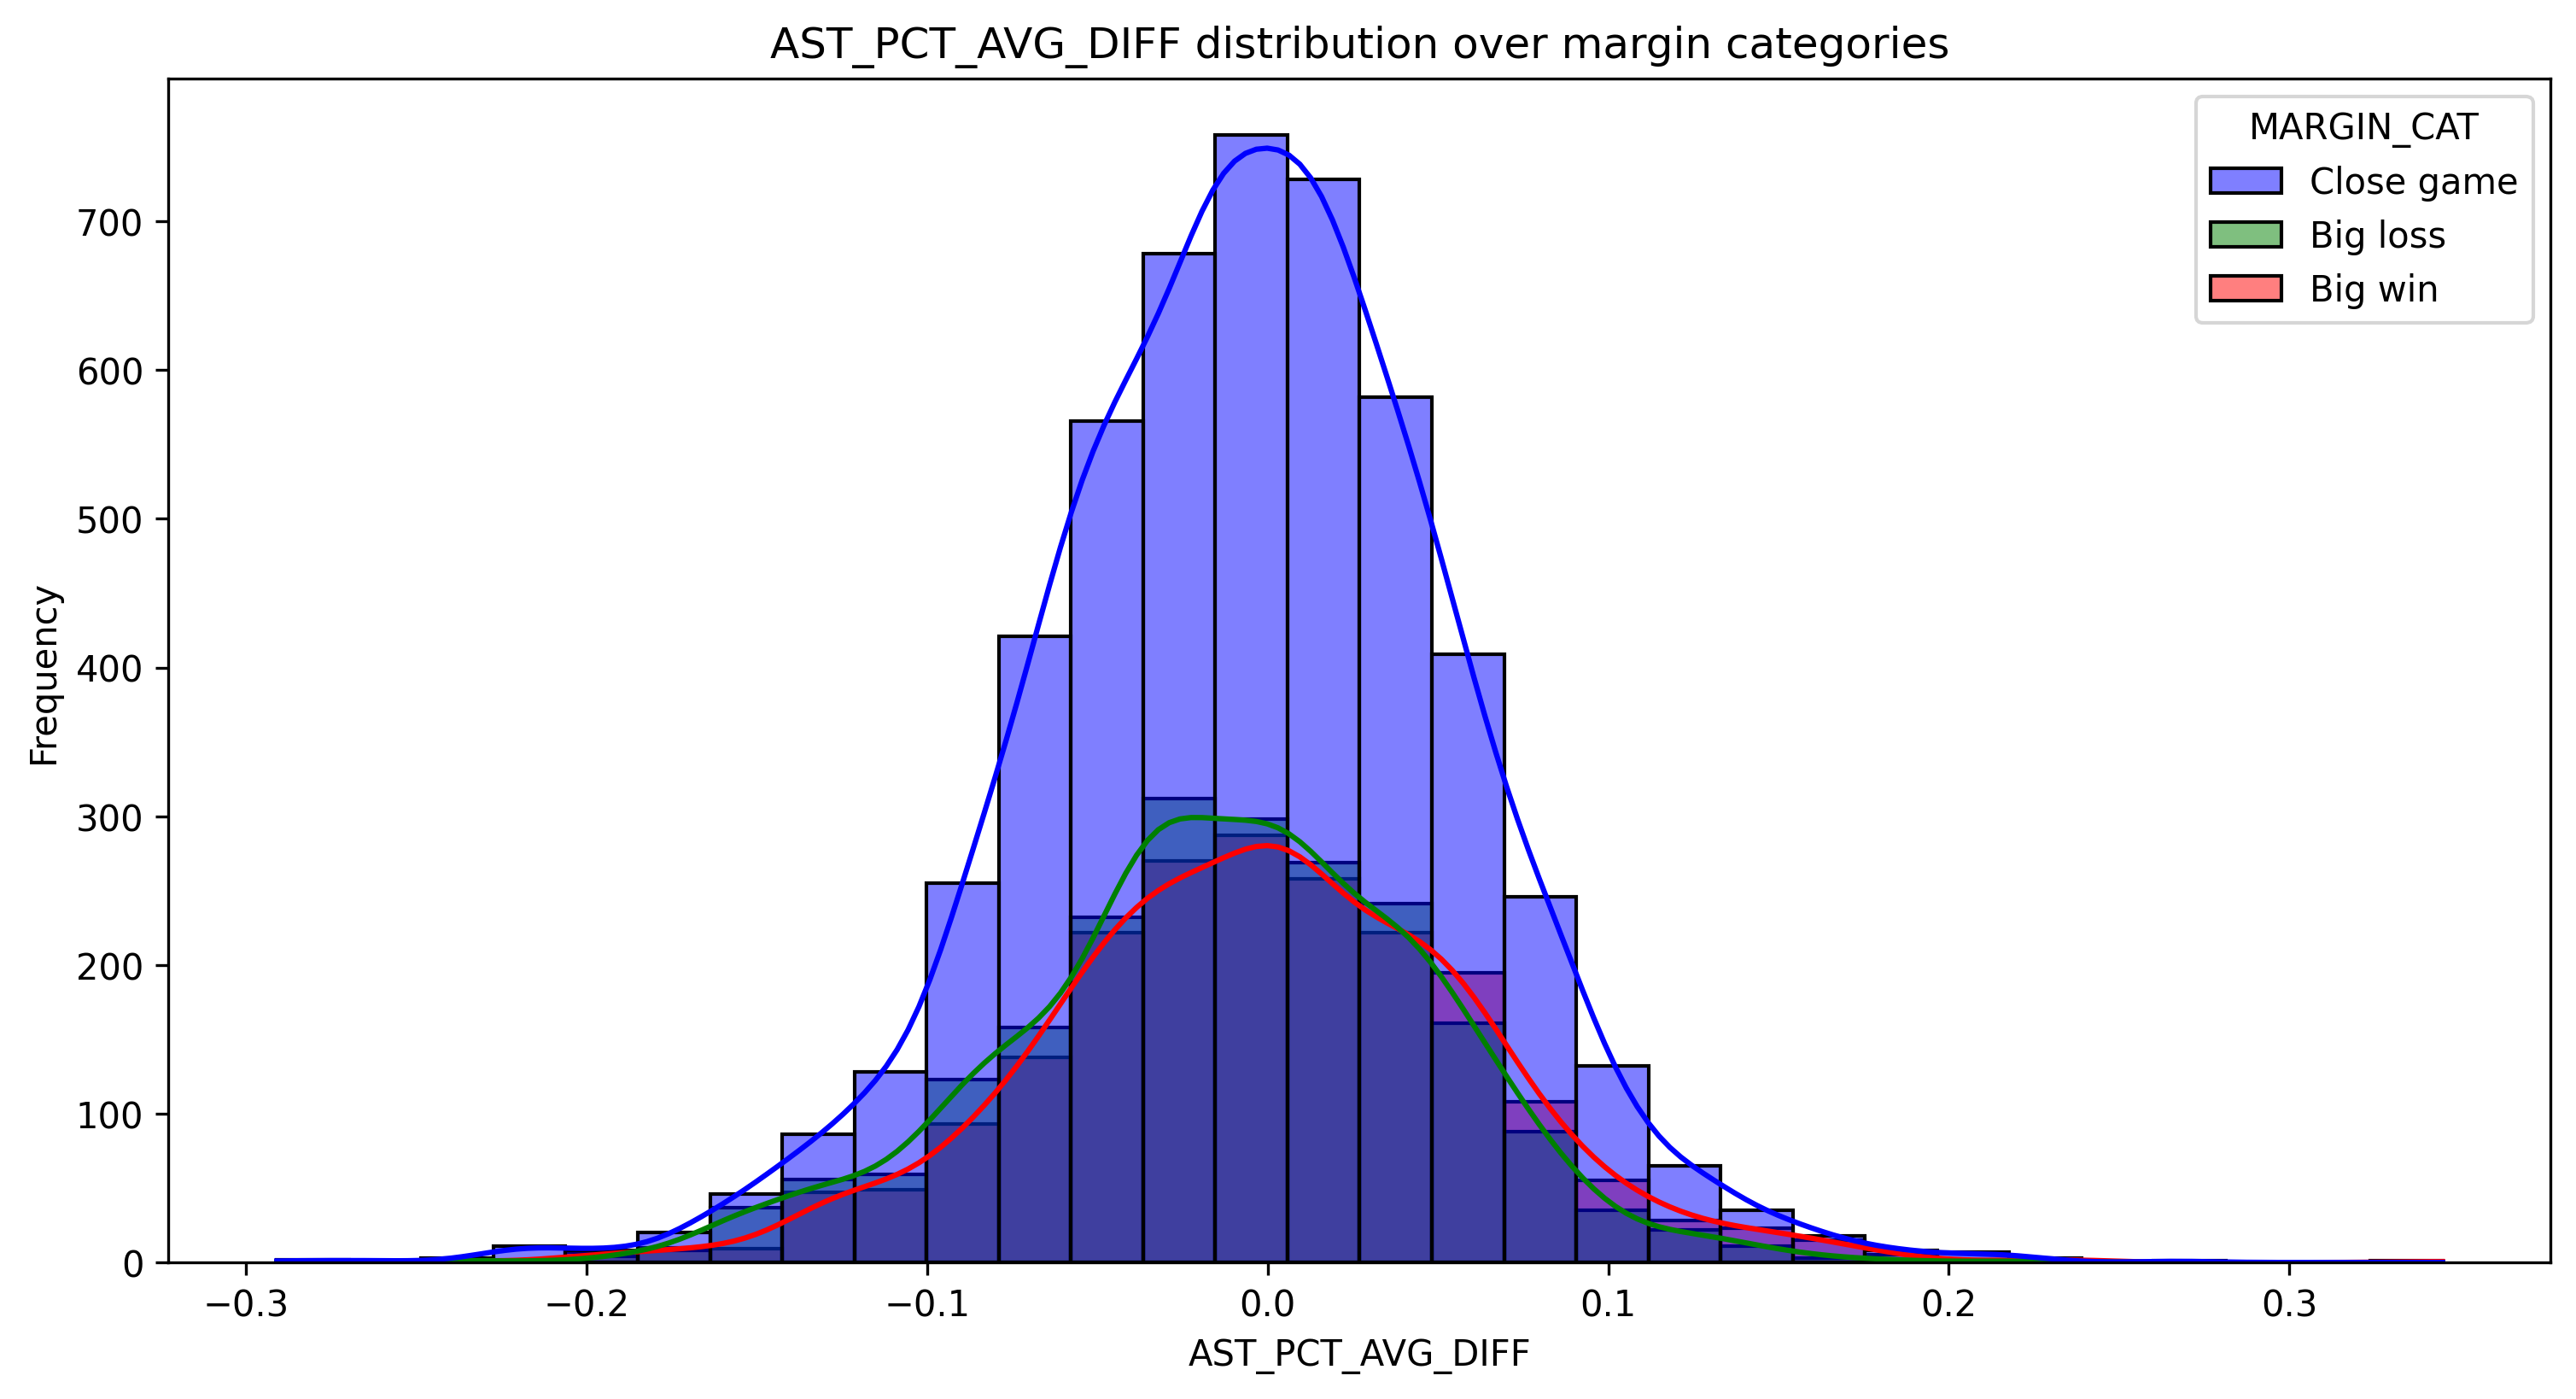 AST_PCT_AVG_DIFF distribution over margin categories
MARGIN_CAT
Close game
Big loss
Big win
Frequency
700
600
500
400
300
200
100
0
−0.3 −0.2 −0.1 0.0 0.1 0.2 0.3
AST_PCT_AVG_DIFF